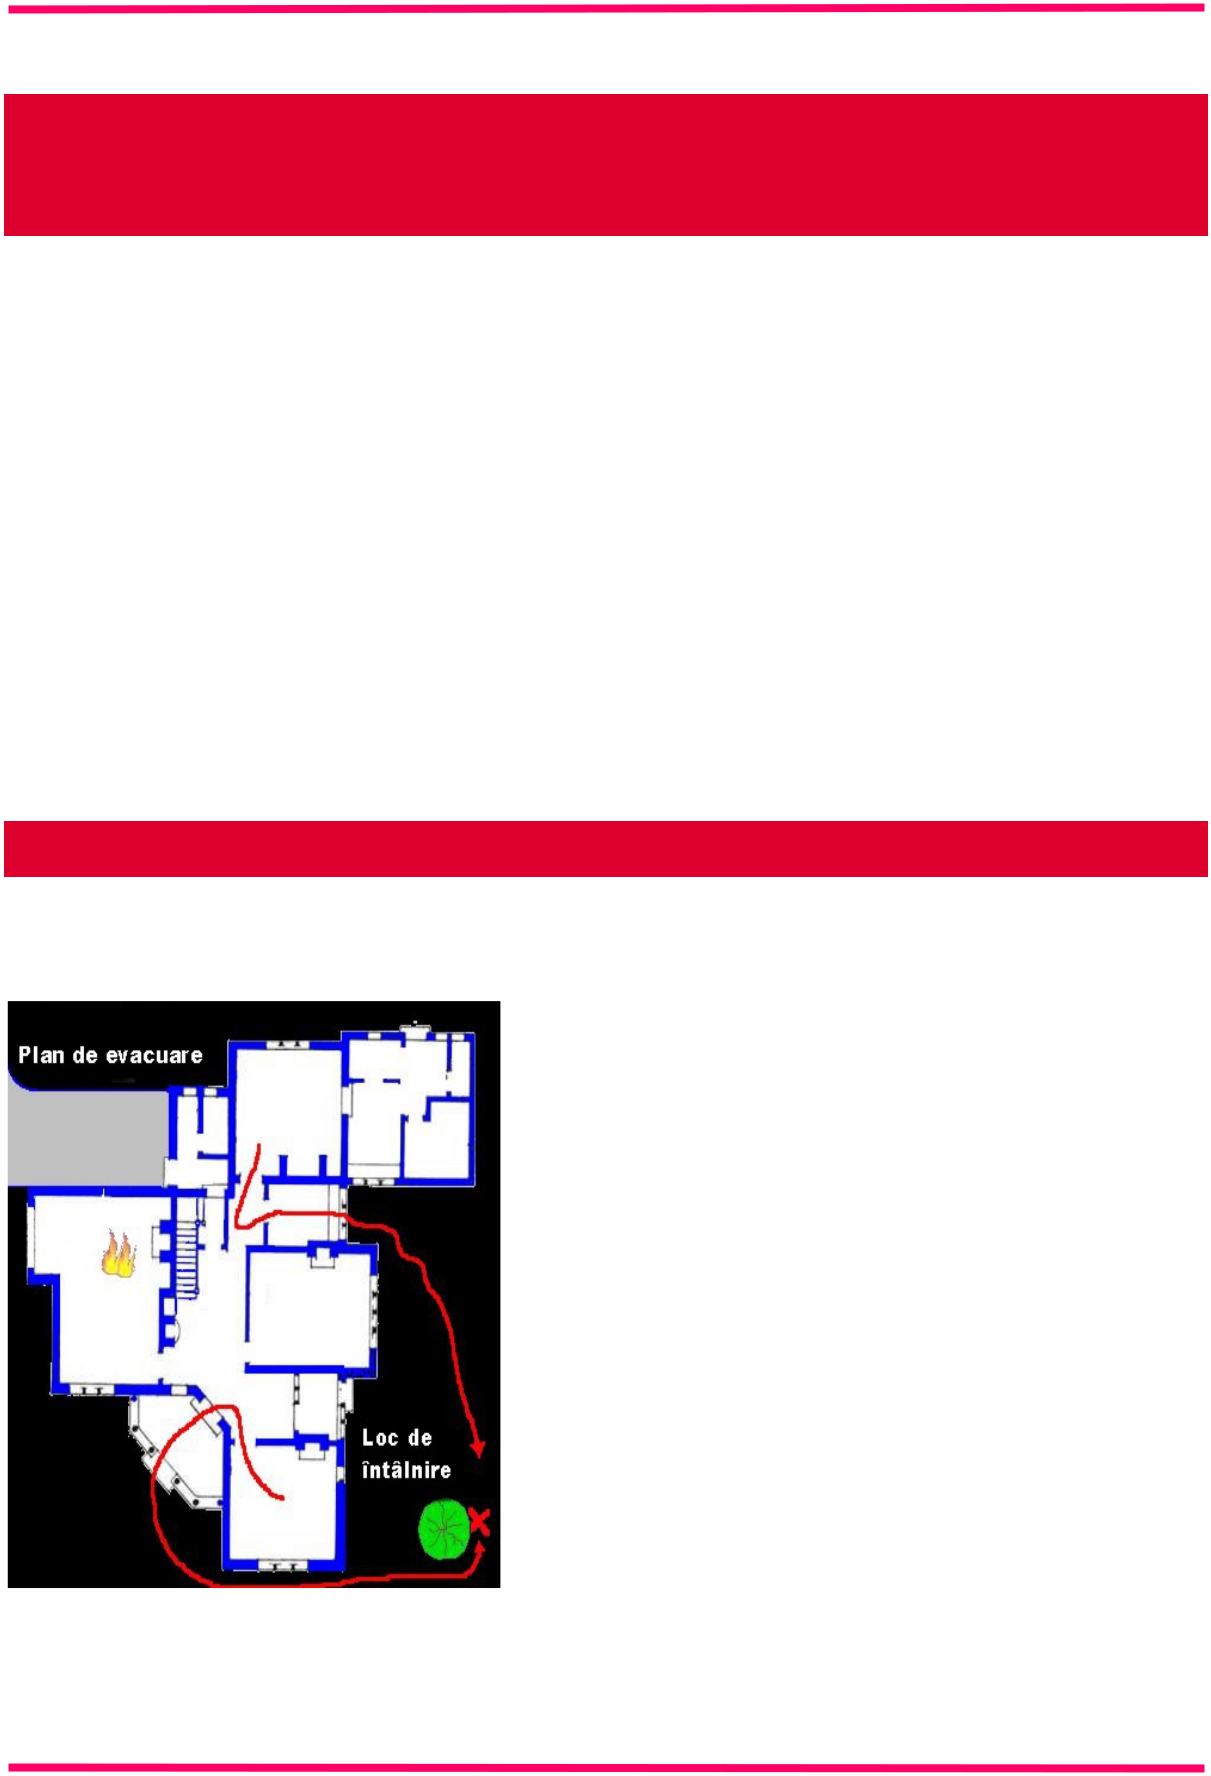 Plan de evacuare
Loc de
întâlnire